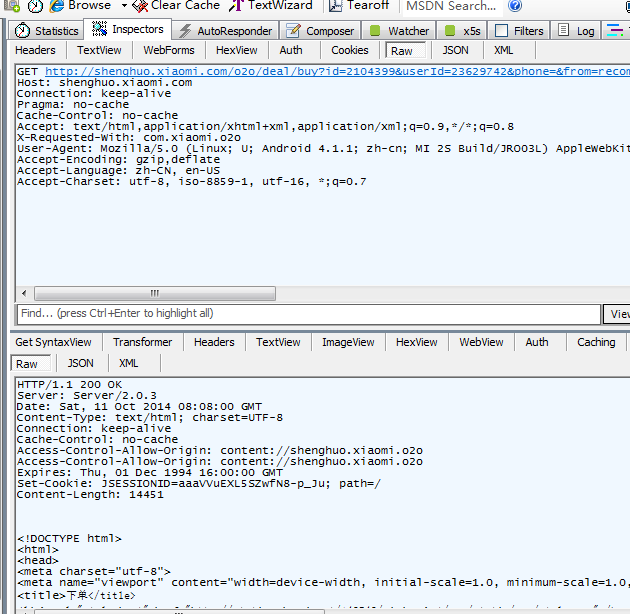 Browse Clear Cache TextWizard Tearoff MSDN Search...
Statistics Inspectors AutoResponder Composer Watcher x5s Filters Log
Headers TextView WebForms HexView Auth Cookies Raw JSON XML
GET http://shenghuo.xiaomi.com/o2o/deal/buy?id=2104399&userId=23629742&phone=&from=recom
Host: shenghuo.xiaomi.com
Connection: keep-alive
Pragma: no-cache
Cache-Control: no-cache
Accept: text/html,application/xhtml+xml,application/xml;q=0.9,*/*;q=0.8
X-Requested-With: com.xiaomi.o2o
User-Agent: Mozilla/5.0 (Linux; U; Android 4.1.1; zh-cn; MI 2S Build/JRO03L) AppleWebKit
Accept-Encoding: gzip,deflate
Accept-Language: zh-CN, en-US
Accept-Charset: utf-8, iso-8859-1, utf-16, *;q=0.7
Find... (press Ctrl+Enter to highlight all) View
Get SyntaxView Transformer Headers TextView ImageView HexView WebView Auth Caching
Raw JSON XML
HTTP/1.1 200 OK
Server: Server/2.0.3
Date: Sat, 11 Oct 2014 08:08:00 GMT
Content-Type: text/html; charset=UTF-8
Connection: keep-alive
Cache-Control: no-cache
Access-Control-Allow-Origin: content://shenghuo.xiaomi.o2o
Access-Control-Allow-Origin: content://shenghuo.xiaomi.o2o
Expires: Thu, 01 Dec 1994 16:00:00 GMT
Set-Cookie: JSESSIONID=aaaVVuEXL5SZwfN8-p_Ju; path=/
Content-Length: 14451
<!DOCTYPE html>
<html>
<head>
<meta charset="utf-8">
<meta name="viewport" content="width=device-width, initial-scale=1.0, minimum-scale=1.0,
<title>下单</title>